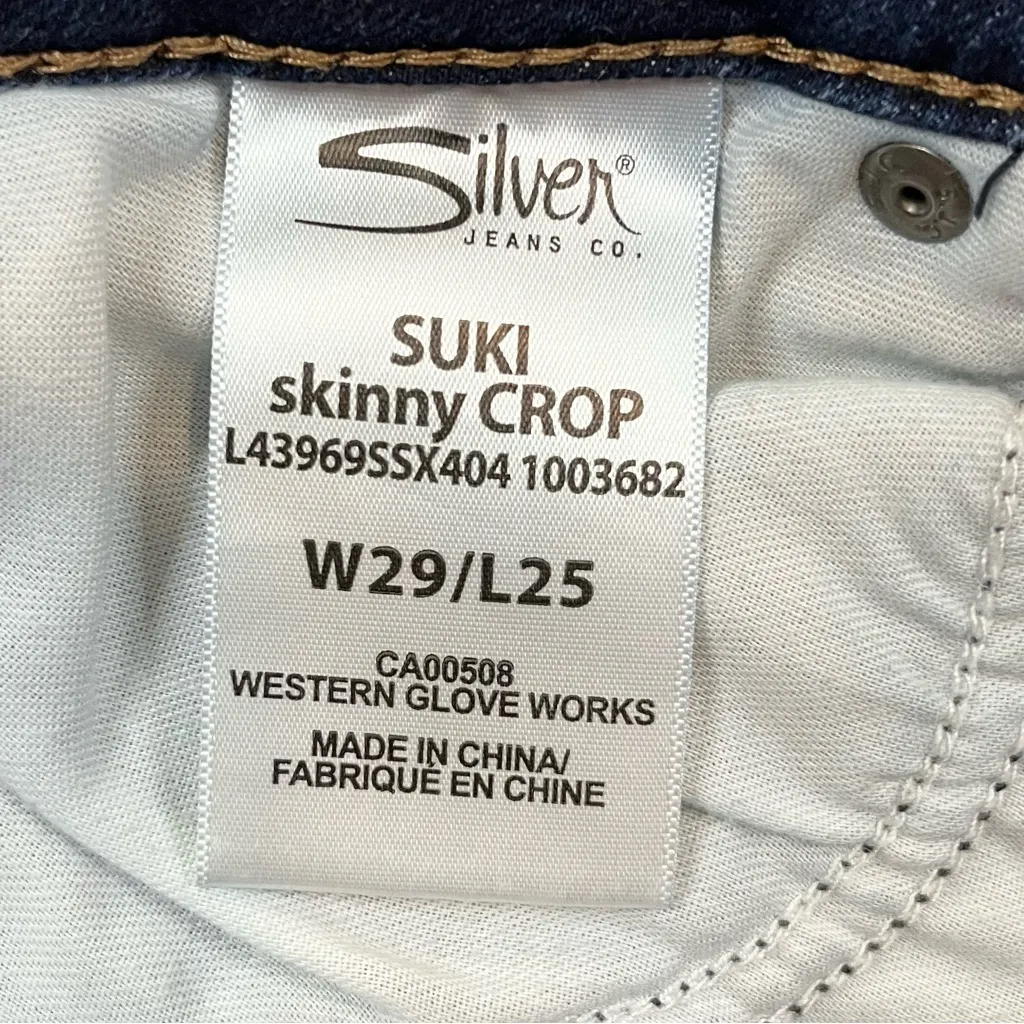 Silver®
JEANS CO.
SUKI
skinny CROP
L43969SSX404 1003682
W29/L25
CA00508
WESTERN GLOVE WORKS
MADE IN CHINA/
FABRIQUÉ EN CHINE